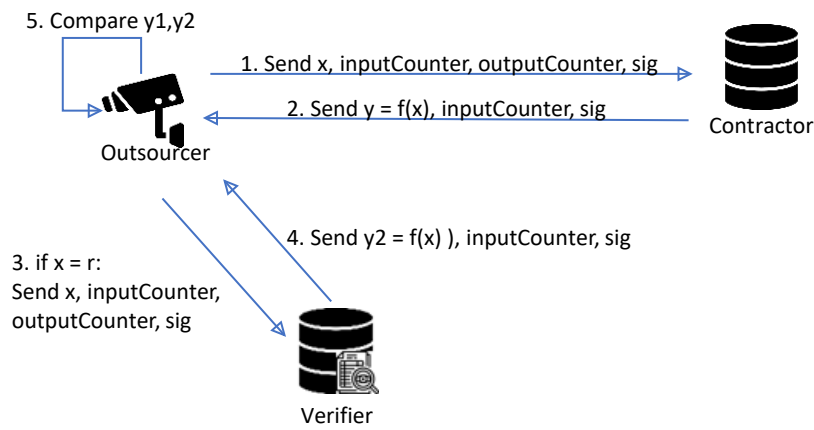 5. Compare y1,y2
1. Send x, inputCounter, outputCounter, sig
2. Send y = f(x), inputCounter, sig
Contractor
Outsourcer
4. Send y2 = f(x) ), inputCounter, sig
3. if x = r:
Send x, inputCounter,
outputCounter, sig
Verifier